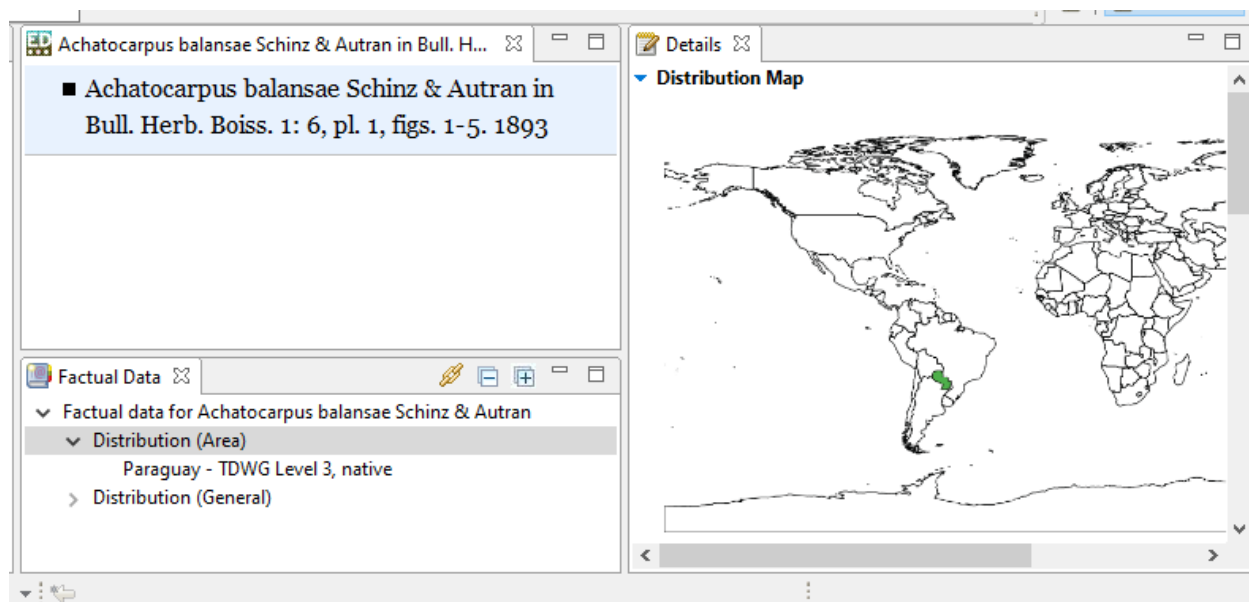 Achatocarpus balansae Schinz & Autran in Bull. H...
Achatocarpus balansae Schinz & Autran in
Bull. Herb. Boiss. 1: 6, pl. 1, figs. 1-5. 1893
Factual Data
Factual data for Achatocarpus balansae Schinz & Autran
Distribution (Area)
Paraguay - TDWG Level 3, native
Distribution (General)
Details
Distribution Map